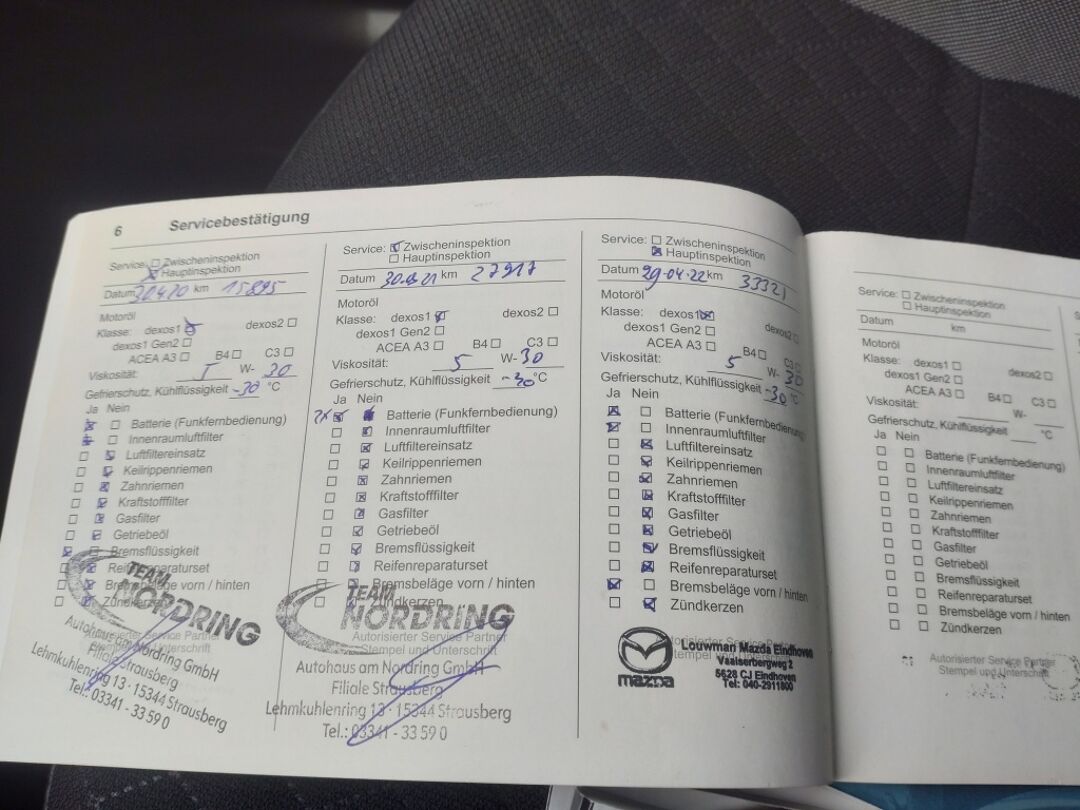 6 Servicebestätigung
Service: Zwischeninspektion
Hauptinspektion
Datum 30.4.20 km 15895
Motoröl
Klasse: dexos1 dexos2
dexos1 Gen2
ACEA A3 B4 C3
Viskosität: 5 W- 30
Gefrierschutz, Kühlflüssigkeit -30 °C
Ja Nein
Batterie (Funkfernbedienung)
Innenraumluftfilter
Luftfiltereinsatz
Keilrippenriemen
Zahnriemen
Kraftstofffilter
Gasfilter
Getriebeöl
Bremsflüssigkeit
Reifenreparaturset
Bremsbeläge vorn / hinten
Zündkerzen
TEAM
NORDRING
Autorisierter Service Partner
Stempel und Unterschrift
Autohaus am Nordring GmbH
Filiale Strausberg
Lehmkuhlenring 13 · 15344 Strausberg
Tel.: 03341 - 33 59 0
Service: Zwischeninspektion
Hauptinspektion
Datum km 27917
Motoröl
Klasse: dexos1 dexos2
dexos1 Gen2
ACEA A3 B4 C3
Viskosität: 5 W- 30
Gefrierschutz, Kühlflüssigkeit -30 °C
Ja Nein
2x Batterie (Funkfernbedienung)
Innenraumluftfilter
Luftfiltereinsatz
Keilrippenriemen
Zahnriemen
Kraftstofffilter
Gasfilter
Getriebeöl
Bremsflüssigkeit
Reifenreparaturset
Bremsbeläge vorn / hinten
Zündkerzen
TEAM
NORDRING
Autorisierter Service Partner
Stempel und Unterschrift
Autohaus am Nordring GmbH
Filiale Strausberg
Lehmkuhlenring 13 · 15344 Strausberg
Tel.: 03341 - 33 59 0
Service: Zwischeninspektion
Hauptinspektion
Datum 29-04-22 km 33321
Motoröl
Klasse: dexos1 dexos2
dexos1 Gen2
ACEA A3 B4 C3
Viskosität: 5 W- 30
Gefrierschutz, Kühlflüssigkeit -30 °C
Ja Nein
Batterie (Funkfernbedienung)
Innenraumluftfilter
Luftfiltereinsatz
Keilrippenriemen
Zahnriemen
Kraftstofffilter
Gasfilter
Getriebeöl
Bremsflüssigkeit
Reifenreparaturset
Bremsbeläge vorn / hinten
Zündkerzen
Autorisierter Service Partner
Stempel und
mazda
Louwman Mazda Eindhoven
Vaalserbergweg 2
5628 CJ Eindhoven
Tel: 040-2911800
Service: Zwischeninspektion
Hauptinspektion
Datum km
Motoröl
Klasse: dexos1 dexos2
dexos1 Gen2
ACEA A3 B4 C3
Viskosität: W-
Gefrierschutz, Kühlflüssigkeit °C
Ja Nein
Batterie (Funkfernbedienung)
Innenraumluftfilter
Luftfiltereinsatz
Keilrippenriemen
Zahnriemen
Kraftstofffilter
Gasfilter
Getriebeöl
Bremsflüssigkeit
Reifenreparaturset
Bremsbeläge vorn / hinten
Zündkerzen
Autorisierter Service Partner
Stempel und Unterschrift